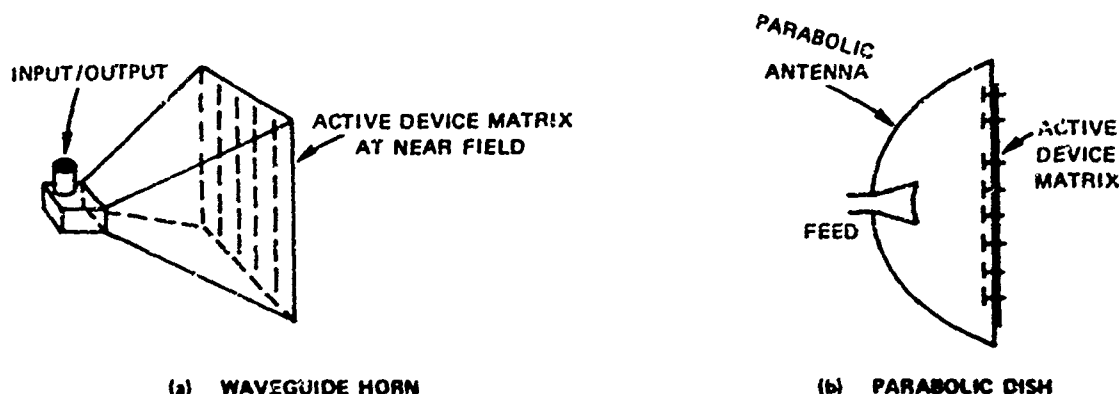 INPUT/OUTPUT
ACTIVE DEVICE MATRIX
AT NEAR FIELD
(a) WAVEGUIDE HORN
PARABOLIC
ANTENNA
ACTIVE
DEVICE
MATRIX
FEED
(b) PARABOLIC DISH